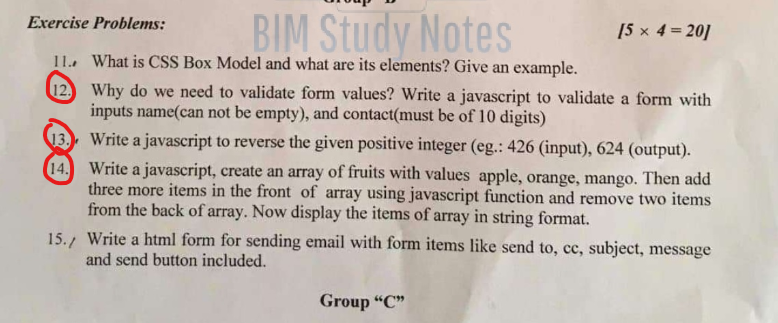 Group "B"
Exercise Problems:
BIM Study Notes
[5 × 4 = 20]
11. What is CSS Box Model and what are its elements? Give an example.
12. Why do we need to validate form values? Write a javascript to validate a form with
inputs name(can not be empty), and contact(must be of 10 digits)
13. Write a javascript to reverse the given positive integer (eg.: 426 (input), 624 (output).
14. Write a javascript, create an array of fruits with values apple, orange, mango. Then add
three more items in the front of array using javascript function and remove two items
from the back of array. Now display the items of array in string format.
15. Write a html form for sending email with form items like send to, cc, subject, message
and send button included.
Group “C”